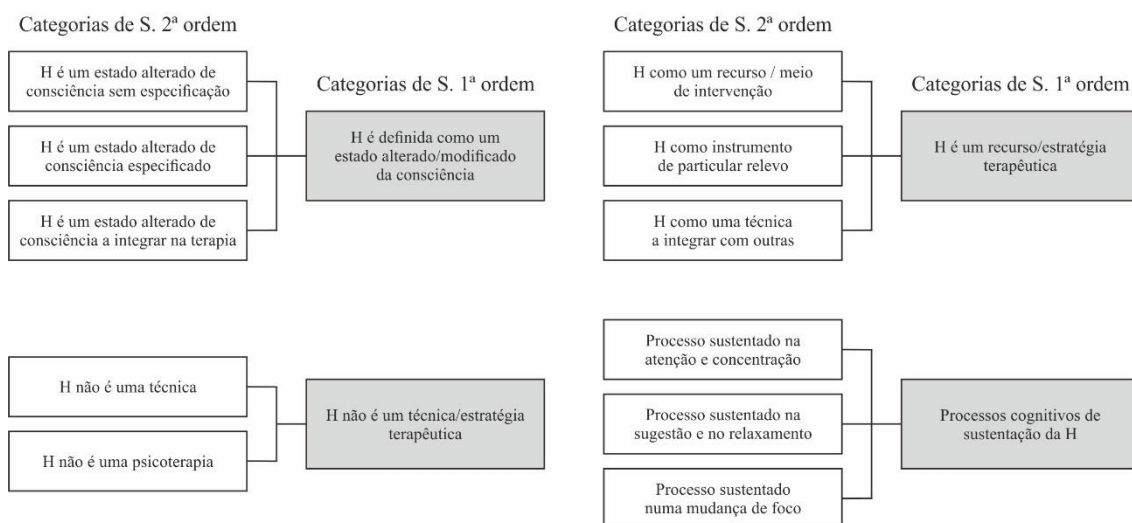 Categorias de S. 2ª ordem
H é um estado alterado de
consciência sem especificação
H é um estado alterado de
consciência especificado
H é um estado alterado de
consciência a integrar na terapia
Categorias de S. 1ª ordem
H é definida como um
estado alterado/modificado
da consciência
Categorias de S. 2ª ordem
H como um recurso / meio
de intervenção
H como instrumento
de particular relevo
H como uma técnica
a integrar com outras
Categorias de S. 1ª ordem
H é um recurso/estratégia
terapêutica
H não é uma técnica
H não é uma psicoterapia
H não é um técnica/estratégia
terapêutica
Processo sustentado na
atenção e concentração
Processo sustentado na
sugestão e no relaxamento
Processo sustentado
numa mudança de foco
Processos cognitivos de
sustentação da H